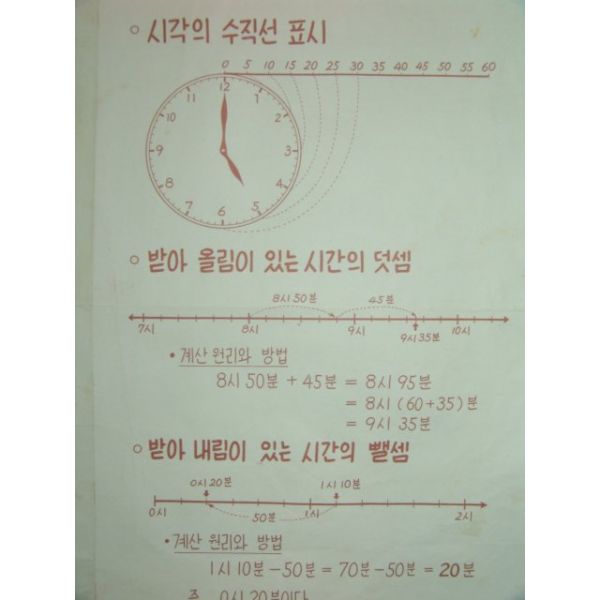 ○ 시각의 수직선 표시
0 5 10 15 20 25 30 35 40 45 50 55 60
12 1 2 3 4 5 6 7 8 9 10 11
○ 받아 올림이 있는 시간의 덧셈
8시 50분 45분
7시 8시 9시 10시
9시 35분
• 계산 원리와 방법
8시 50분 + 45분 = 8시 95분
= 8시 (60+35) 분
= 9시 35분
○ 받아 내림이 있는 시간의 뺄셈
0시 20분 1시 10분
0시 50분 1시 2시
• 계산 원리와 방법
1시 10분 - 50분 = 70분 - 50분 = 20분
즉 0시 20분이다